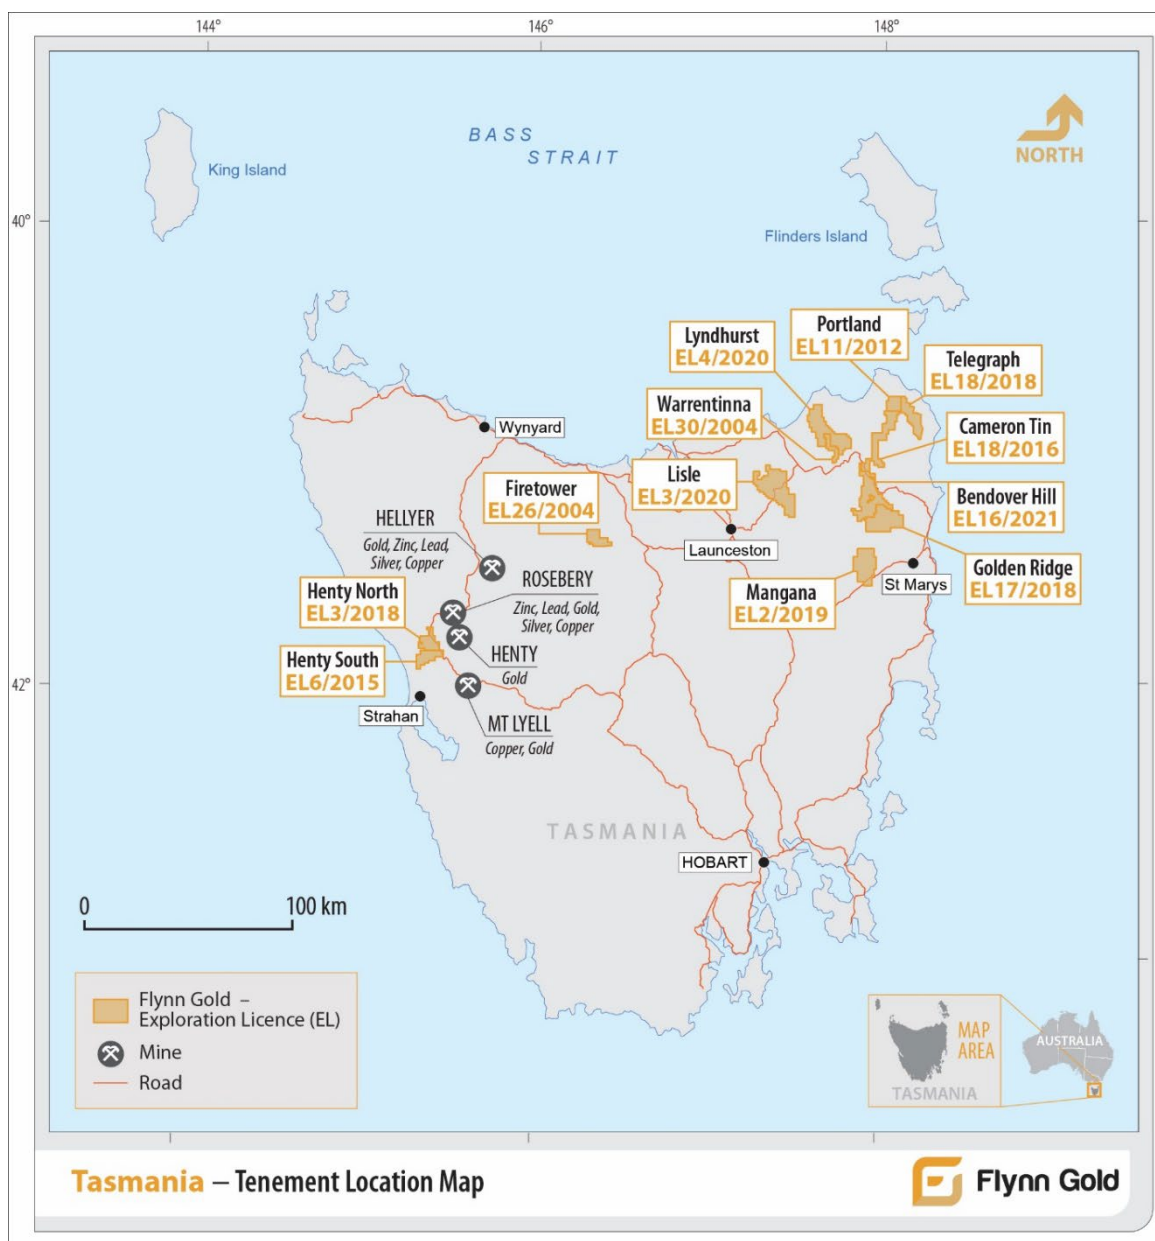 144°
146°
148°
BASS
STRAIT
NORTH
King Island
40°
Flinders Island
Portland
EL11/2012
Lyndhurst
EL4/2020
Telegraph
EL18/2018
Warrentinna
EL30/2004
Cameron Tin
EL18/2016
Wynyard
Lisle
EL3/2020
Firetower
EL26/2004
Bendover Hill
EL16/2021
HELLYER
Gold, Zinc, Lead,
Silver, Copper
Launceston
Golden Ridge
EL17/2018
ROSEBERY
Zinc, Lead, Gold,
Silver, Copper
Henty North
EL3/2018
Mangana
EL2/2019
St Marys
HENTY
Gold
Henty South
EL6/2015
42°
Strahan
MT LYELL
Copper, Gold
TASMANIA
HOBART
0 100 km
Flynn Gold –
Exploration Licence (EL)
Mine
Road
MAP
AREA
TASMANIA
AUSTRALIA
144°
146°
148°
Tasmania – Tenement Location Map
Flynn Gold